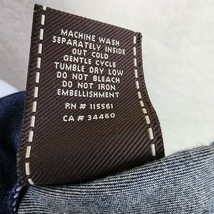 MACHINE WASH
SEPARATELY INSIDE
OUT COLD
GENTLE CYCLE
TUMBLE DRY LOW
DO NOT BLEACH
DO NOT IRON
EMBELLISHMENT
RN # 115561
CA # 34460